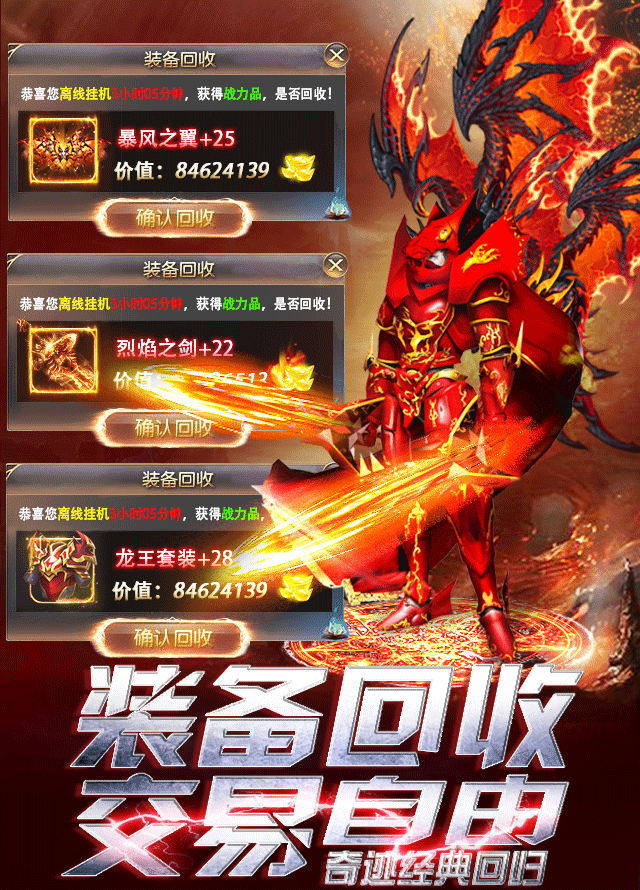 装备回收
恭喜您离线挂机3小时05分钟，获得战力品，是否回收！
暴风之翼+25
价值：84624139
确认回收
装备回收
恭喜您离线挂机3小时05分钟，获得战力品，是否回收！
烈焰之剑+22
价值
确认回收
装备回收
恭喜您离线挂机3小时05分钟，获得战力品，
龙王套装+28
价值：84624139
确认回收
装备回收
交易自由
奇迹经典回归